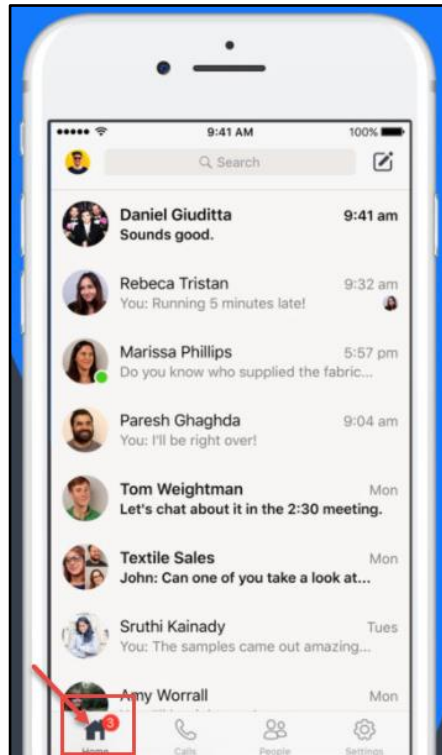 9:41 AM
100%
Search
Daniel Giuditta 9:41 am
Sounds good.
Rebeca Tristan 9:32 am
You: Running 5 minutes late!
Marissa Phillips 5:57 pm
Do you know who supplied the fabric...
Paresh Ghaghda 9:04 am
You: I'll be right over!
Tom Weightman Mon
Let's chat about it in the 2:30 meeting.
Textile Sales Mon
John: Can one of you take a look at...
Sruthi Kainady Tues
You: The samples came out amazing...
Amy Worrall Mon
3
Home Calls People Settings